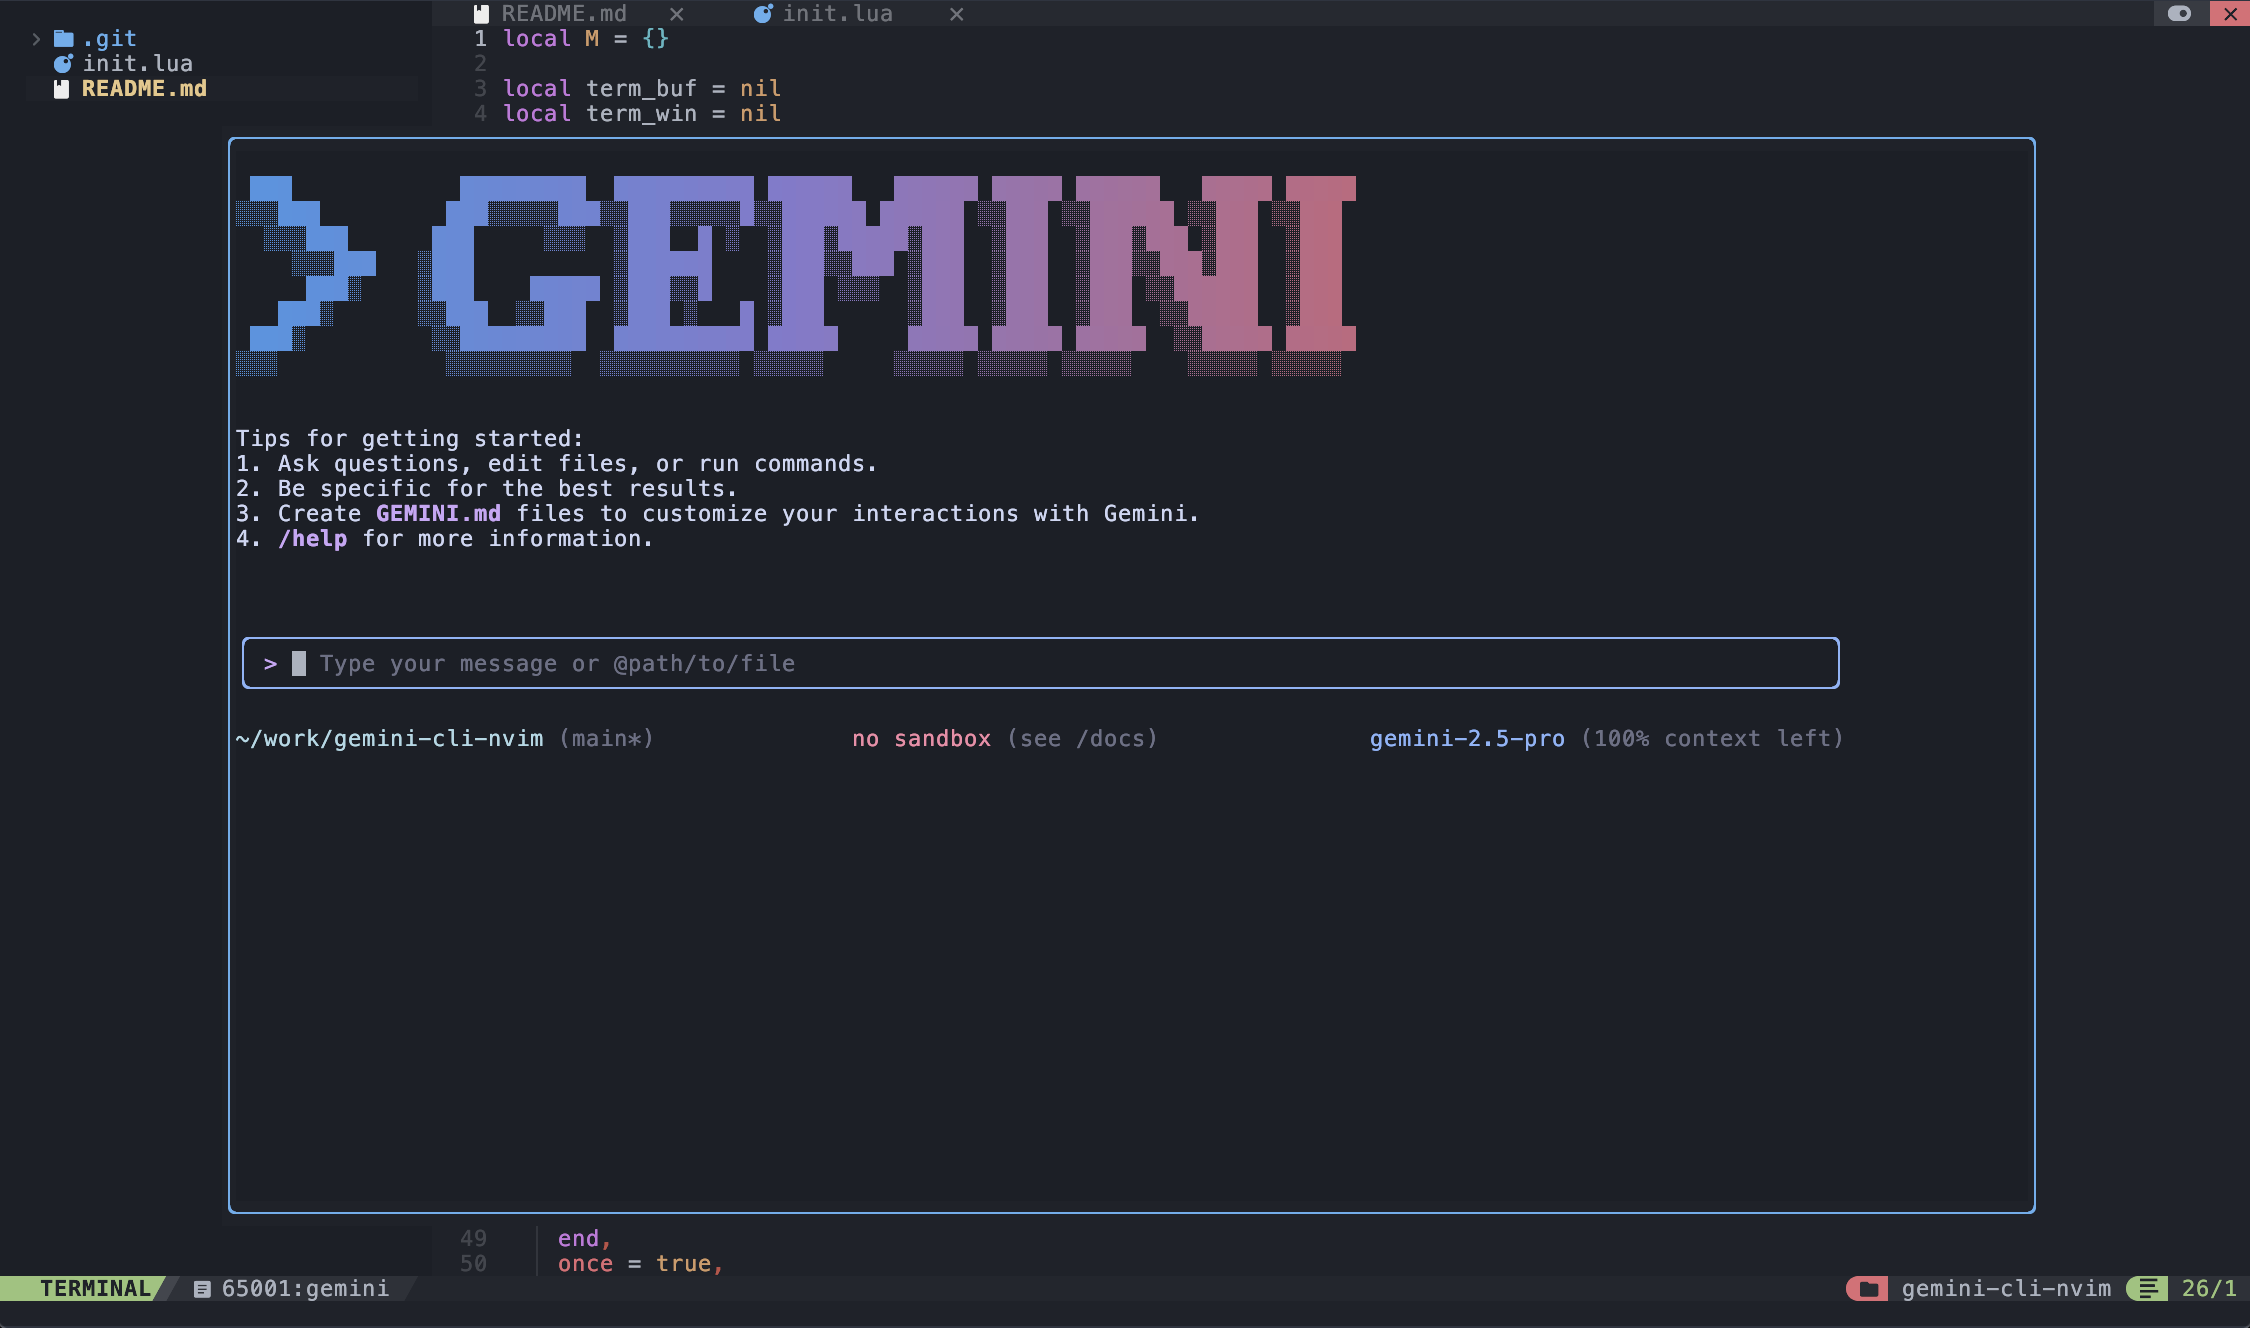 README.md
init.lua
.git
init.lua
README.md
1 local M = {}
2
3 local term_buf = nil
4 local term_win = nil
> GEMINI
Tips for getting started:
1. Ask questions, edit files, or run commands.
2. Be specific for the best results.
3. Create GEMINI.md files to customize your interactions with Gemini.
4. /help for more information.
> Type your message or @path/to/file
~/work/gemini-cli-nvim (main*) no sandbox (see /docs) gemini-2.5-pro (100% context left)
49 end,
50 once = true,
TERMINAL 65001:gemini gemini-cli-nvim 26/1